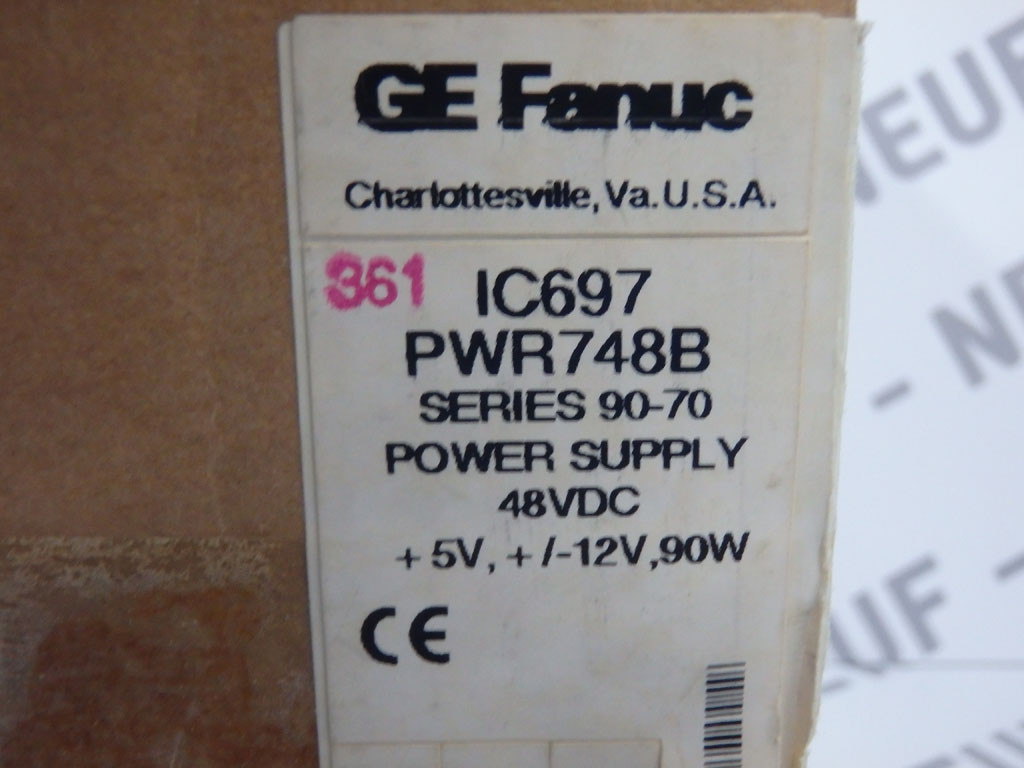 GE Fanuc
Charlottesville, Va. U.S.A.
361 IC697
PWR748B
SERIES 90-70
POWER SUPPLY
48VDC
+5V, +/-12V, 90W
CE